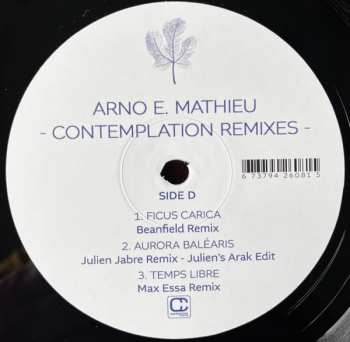 ARNO E. MATHIEU
- CONTEMPLATION REMIXES -
SIDE D
6 73794 26081 5
1. FICUS CARICA
Beanfield Remix
2. AURORA BALÉARIS
Julien Jabre Remix - Julien's Arak Edit
3. TEMPS LIBRE
Max Essa Remix